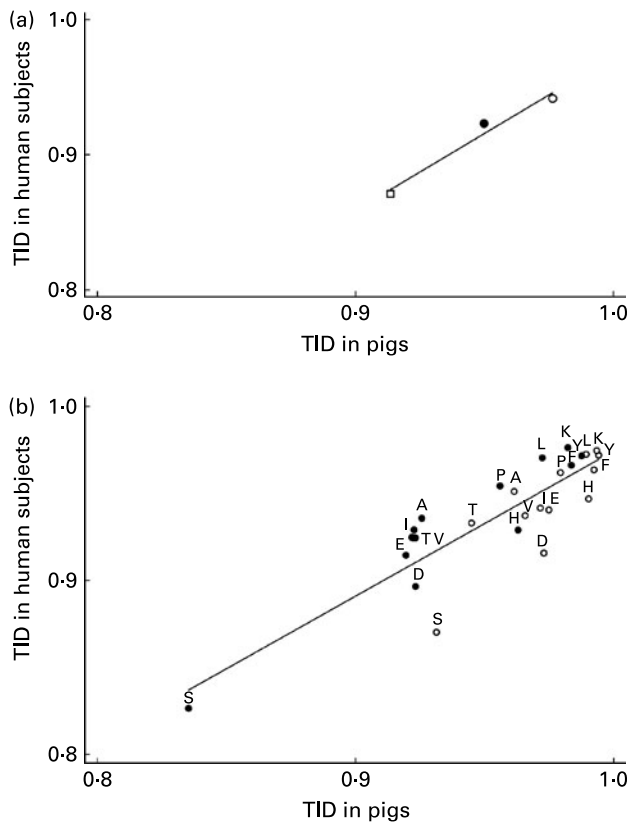 (a)
1·0
0·9
0·8
TID in human subjects
0·8 0·9 1·0
TID in pigs
(b)
1·0
0·9
0·8
TID in human subjects
K
L Y L K Y
F
P P F
A A H
I T V I E
E T V H
D D
S
S
0·8 0·9 1·0
TID in pigs